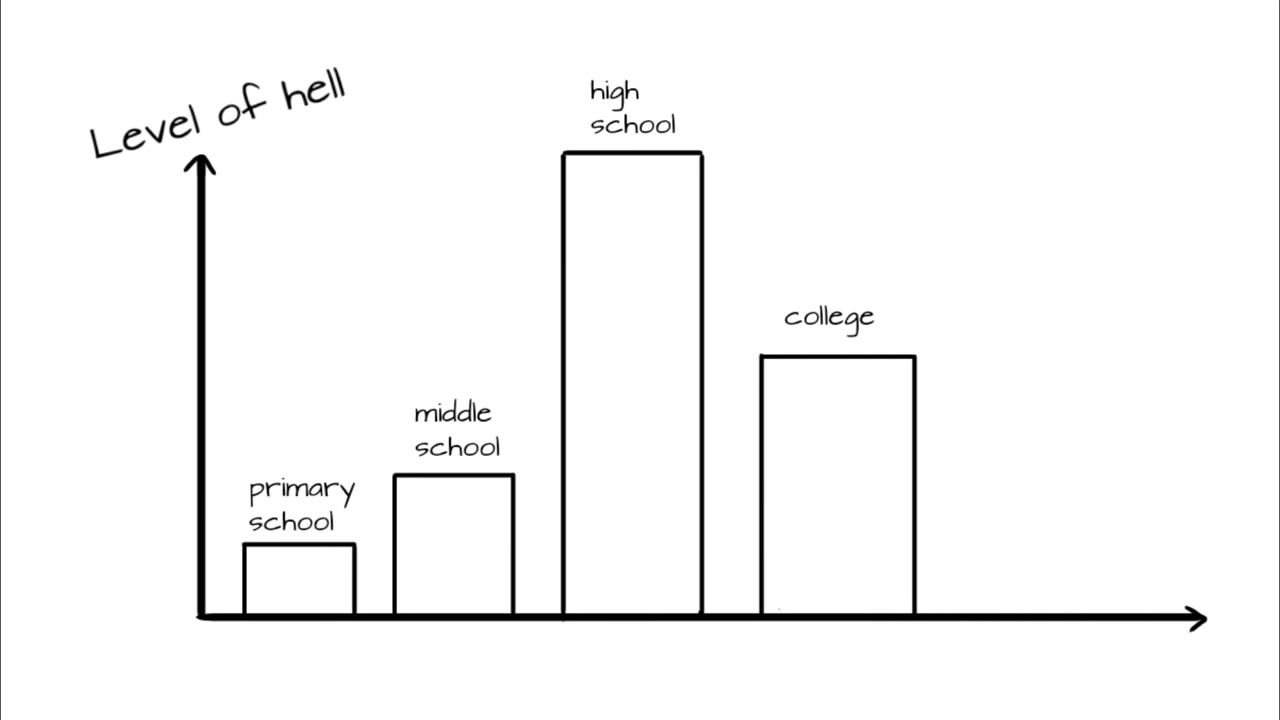 Level of hell
high
school
college
middle
school
primary
school